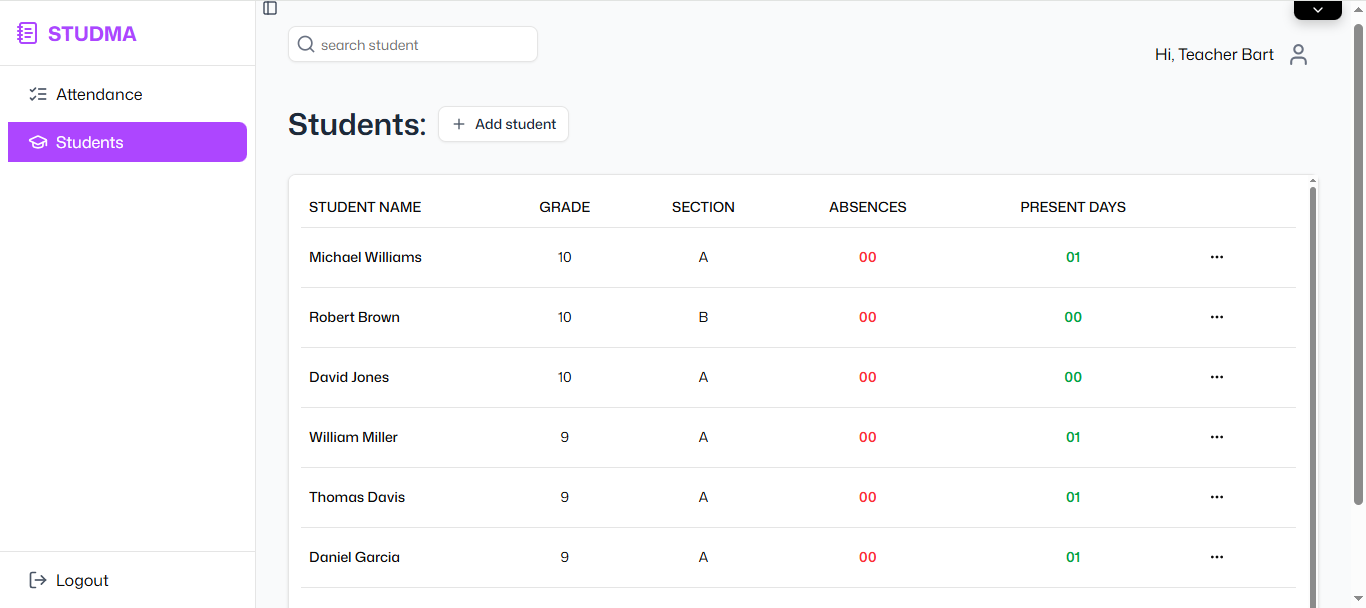 STUDMA
Attendance
Students
Logout
search student
Hi, Teacher Bart
Students:
Add student
STUDENT NAME GRADE SECTION ABSENCES PRESENT DAYS
Michael Williams 10 A 00 01
Robert Brown 10 B 00 00
David Jones 10 A 00 00
William Miller 9 A 00 01
Thomas Davis 9 A 00 01
Daniel Garcia 9 A 00 01